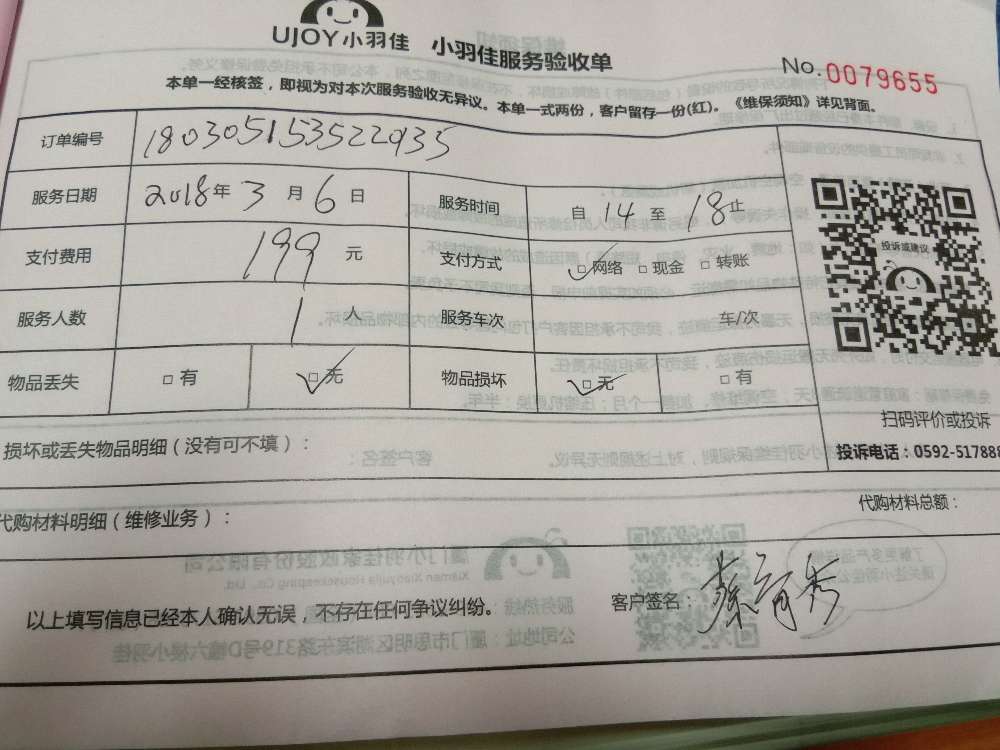 UJOY小羽佳 小羽佳服务验收单
No.0079655
本单一经核签，即视为对本次服务验收无异议。本单一式两份，客户留存一份(红)。《维保须知》详见背面。
订单编号 180305153522935
服务日期 2018年3月6日 服务时间 自14至18止
支付费用 199元 支付方式 □网络 □现金 □转账
投诉或建议
服务人数 1人 服务车次 车/次
物品丢失 □有 □无 物品损坏 □无 □有
扫码评价或投诉
损坏或丢失物品明细（没有可不填）：
投诉电话：0592-517888
代购材料明细（维修业务）：
代购材料总额：
以上填写信息已经本人确认无误，不存在任何争议纠纷。
客户签名：